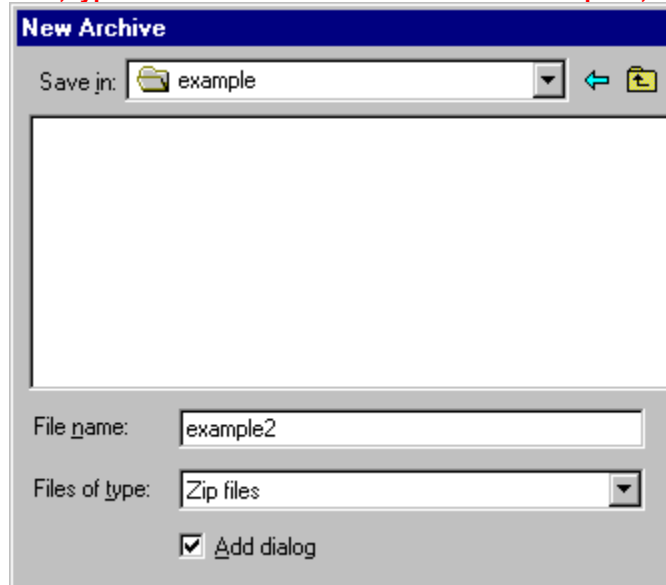 New Archive
Save in: example
File name: example2
Files of type: Zip files
Add dialog